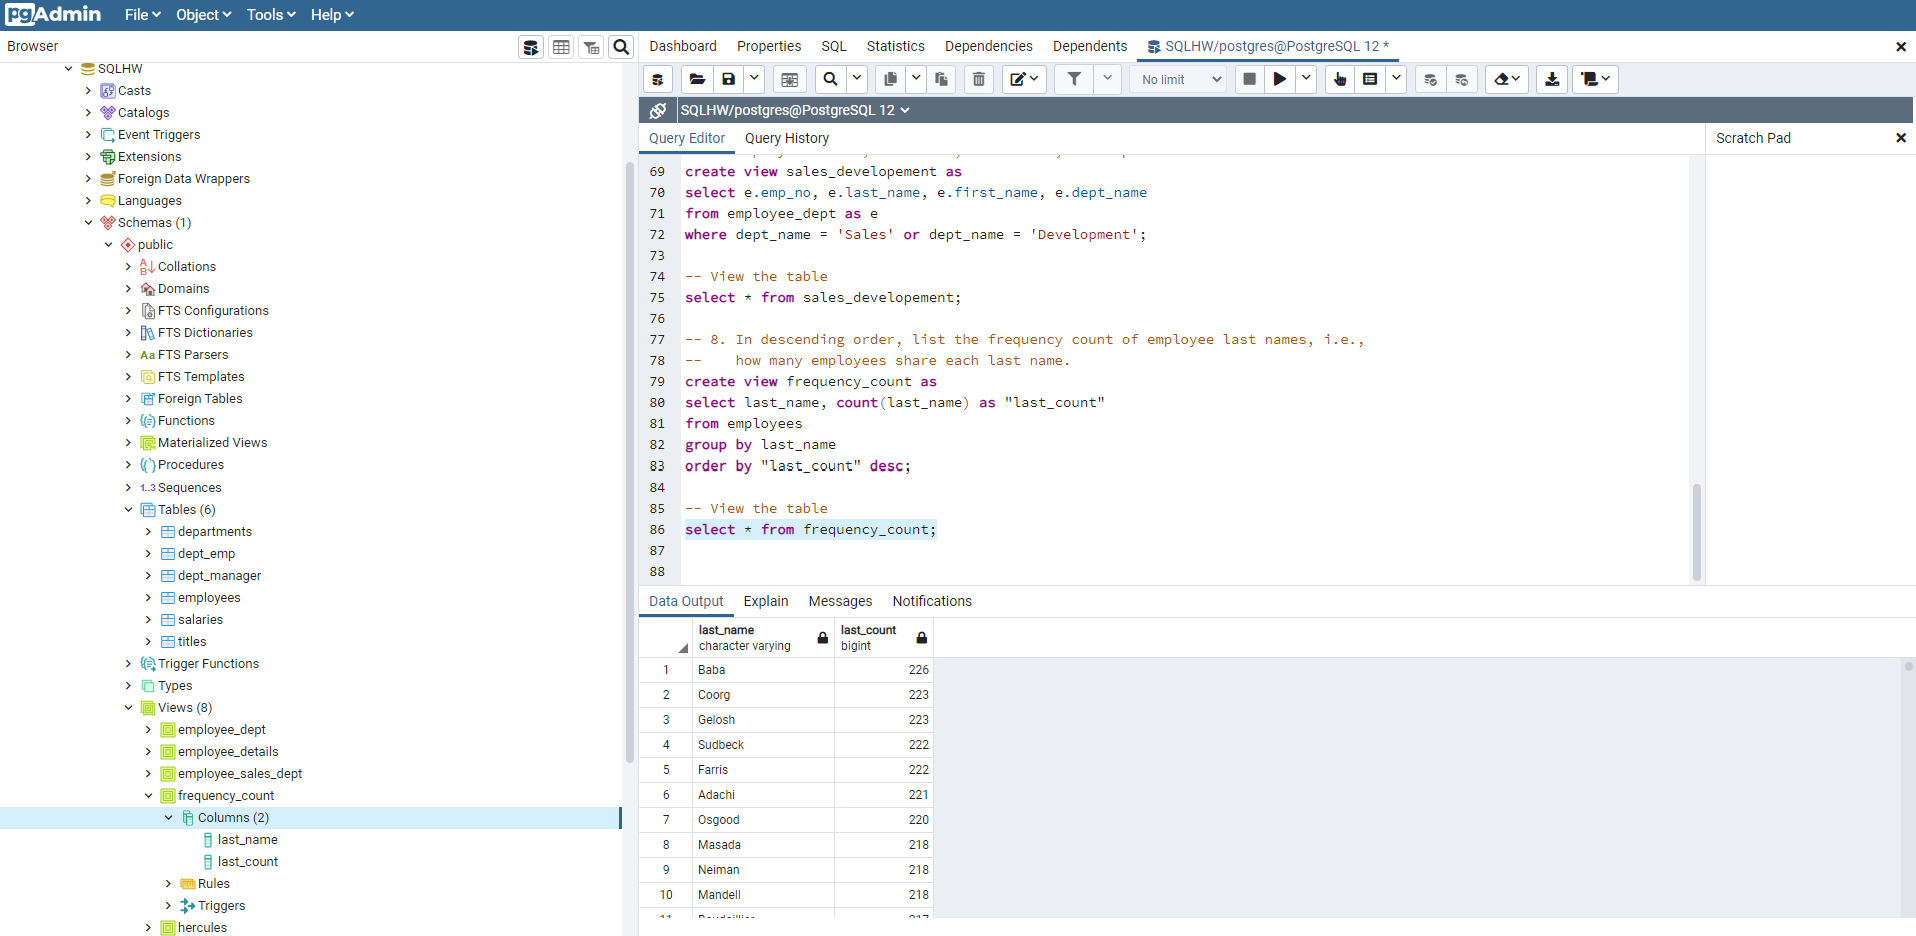 pgAdmin File Object Tools Help
Browser
SQLHW
Casts
Catalogs
Event Triggers
Extensions
Foreign Data Wrappers
Languages
Schemas (1)
public
Collations
Domains
FTS Configurations
FTS Dictionaries
Aa FTS Parsers
FTS Templates
Foreign Tables
Functions
Materialized Views
Procedures
1..3 Sequences
Tables (6)
departments
dept_emp
dept_manager
employees
salaries
titles
Trigger Functions
Types
Views (8)
employee_dept
employee_details
employee_sales_dept
frequency_count
Columns (2)
last_name
last_count
Rules
Triggers
hercules
Dashboard Properties SQL Statistics Dependencies Dependents SQLHW/postgres@PostgreSQL 12 *
No limit
SQLHW/postgres@PostgreSQL 12
Query Editor Query History
69 create view sales_developement as
70 select e.emp_no, e.last_name, e.first_name, e.dept_name
71 from employee_dept as e
72 where dept_name = 'Sales' or dept_name = 'Development';
73
74 -- View the table
75 select * from sales_developement;
76
77 -- 8. In descending order, list the frequency count of employee last names, i.e.,
78 -- how many employees share each last name.
79 create view frequency_count as
80 select last_name, count(last_name) as "last_count"
81 from employees
82 group by last_name
83 order by "last_count" desc;
84
85 -- View the table
86 select * from frequency_count;
87
88
Scratch Pad
Data Output Explain Messages Notifications
last_name last_count
character varying bigint
1 Baba 226
2 Coorg 223
3 Gelosh 223
4 Sudbeck 222
5 Farris 222
6 Adachi 221
7 Osgood 220
8 Masada 218
9 Neiman 218
10 Mandell 218